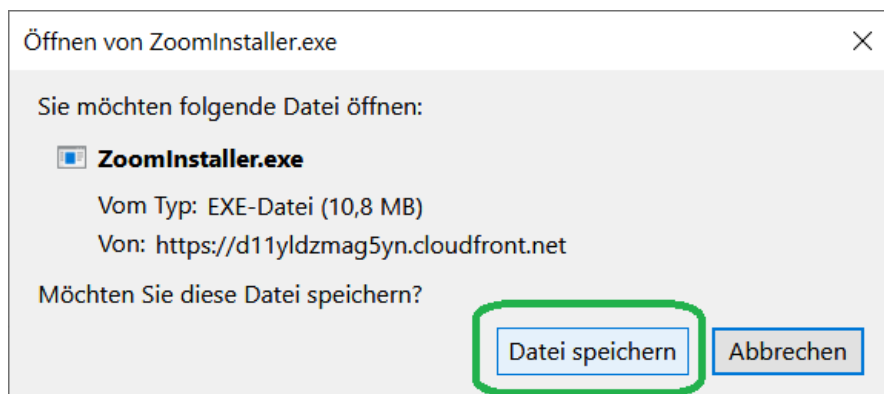 Öffnen von ZoomInstaller.exe
Sie möchten folgende Datei öffnen:
ZoomInstaller.exe
Vom Typ: EXE-Datei (10,8 MB)
Von: https://d11yldzmag5yn.cloudfront.net
Möchten Sie diese Datei speichern?
Datei speichern Abbrechen